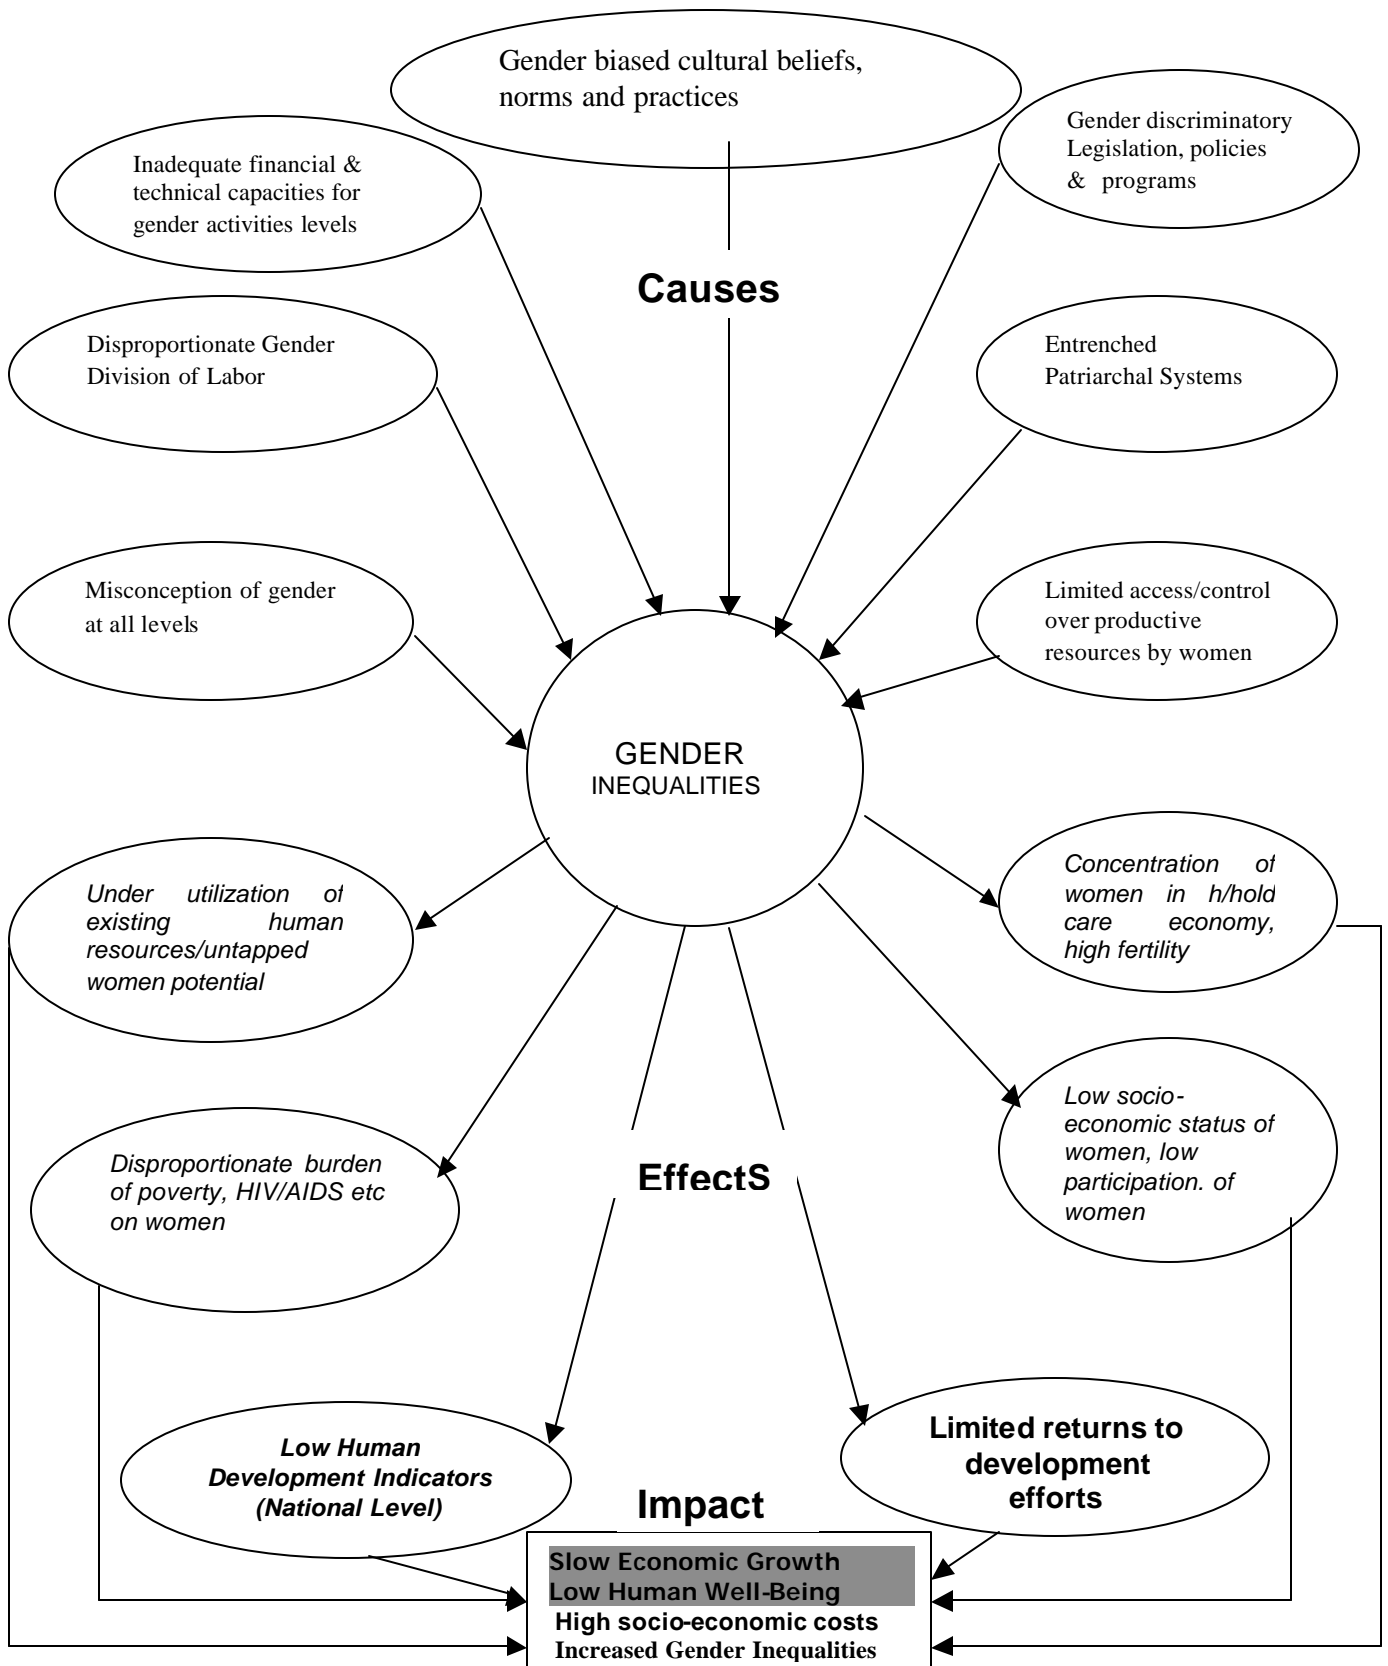 Gender biased cultural beliefs,
norms and practices
Gender discriminatory
Legislation, policies
& programs
Inadequate financial &
technical capacities for
gender activities levels
Causes
Disproportionate Gender
Division of Labor
Entrenched
Patriarchal Systems
Misconception of gender
at all levels
Limited access/control
over productive
resources by women
GENDER
INEQUALITIES
Under utilization of
existing human
resources/untapped
women potential
Concentration of
women in h/hold
care economy,
high fertility
Disproportionate burden
of poverty, HIV/AIDS etc
on women
EffectS
Low socio-
economic status of
women, low
participation. of
women
Low Human
Development Indicators
(National Level)
Limited returns to
development
efforts
Impact
Slow Economic Growth
Low Human Well-Being
High socio-economic costs
Increased Gender Inequalities